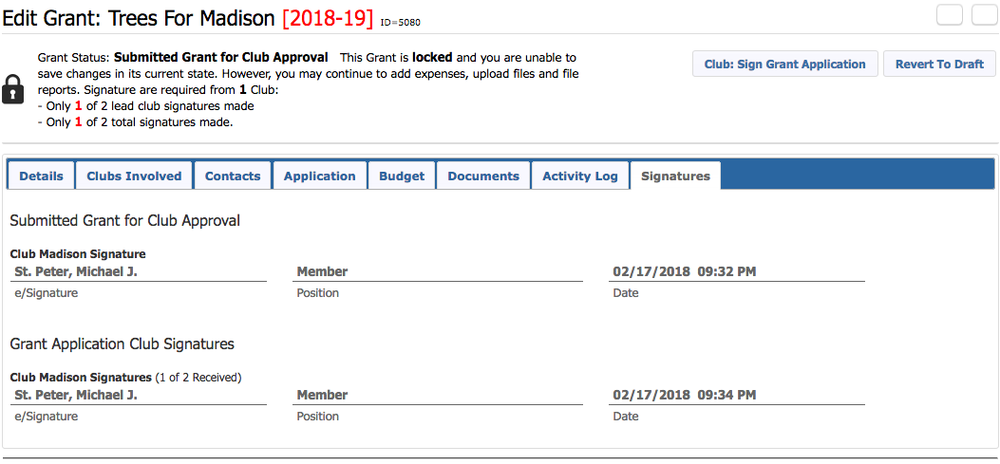 Edit Grant: Trees For Madison [2018-19] ID=5080
Grant Status: Submitted Grant for Club Approval This Grant is locked and you are unable to
save changes in its current state. However, you may continue to add expenses, upload files and file
reports. Signature are required from 1 Club:
- Only 1 of 2 lead club signatures made
- Only 1 of 2 total signatures made.
Club: Sign Grant Application Revert To Draft
Details Clubs Involved Contacts Application Budget Documents Activity Log Signatures
Submitted Grant for Club Approval
Club Madison Signature
St. Peter, Michael J. Member 02/17/2018 09:32 PM
e/Signature Position Date
Grant Application Club Signatures
Club Madison Signatures (1 of 2 Received)
St. Peter, Michael J. Member 02/17/2018 09:34 PM
e/Signature Position Date